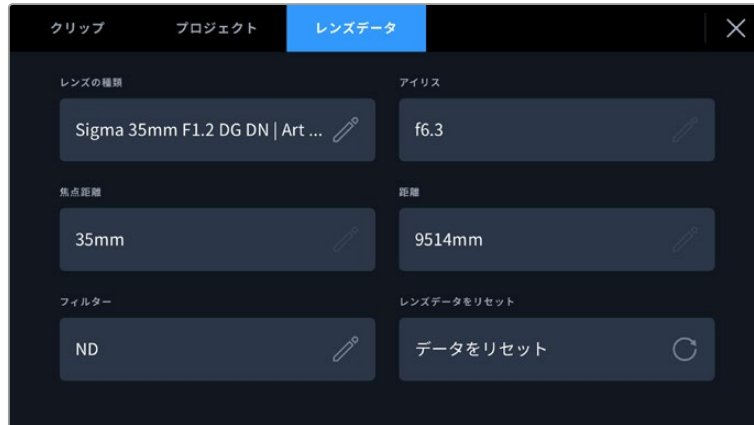 クリップ プロジェクト レンズデータ
レンズの種類 アイリス
Sigma 35mm F1.2 DG DN | Art ... f6.3
焦点距離 距離
35mm 9514mm
フィルター レンズデータをリセット
ND データをリセット